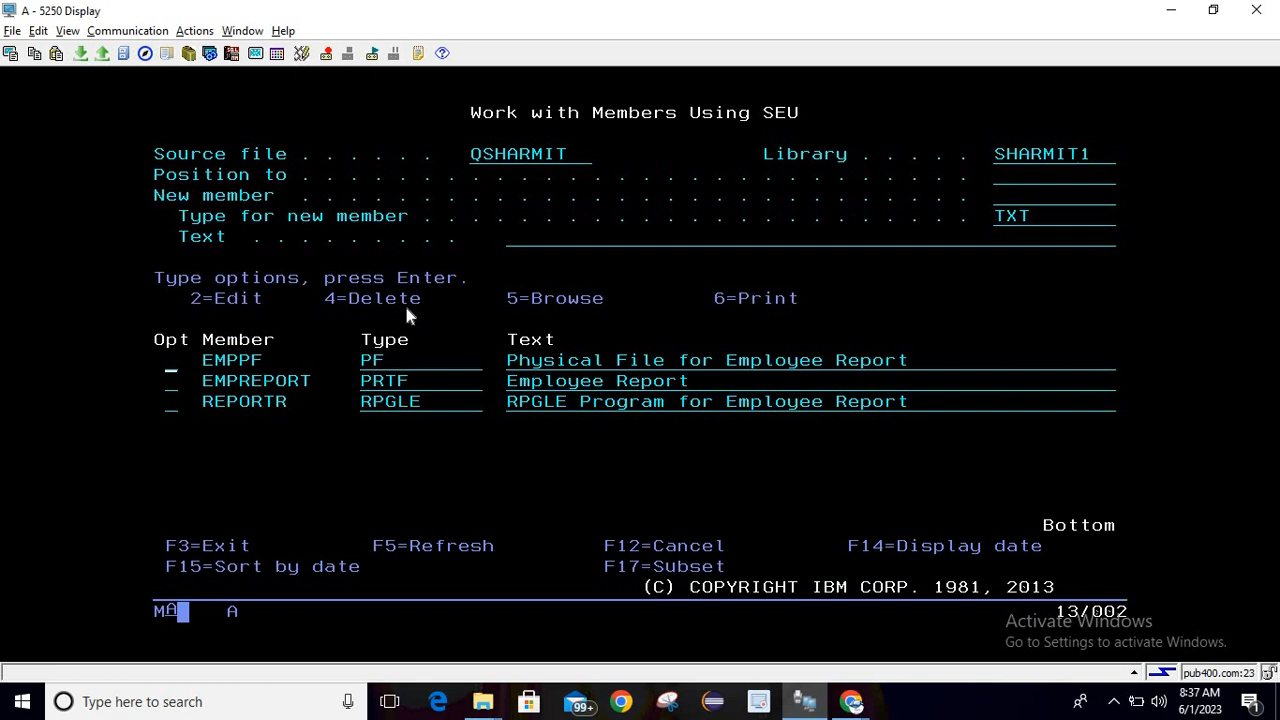 A - 5250 Display
File Edit View Communication Actions Window Help
Work with Members Using SEU
Source file . . . . . . QSHARMIT Library . . . . . SHARMIT1
Position to . . . . . . . . . . . . . . . . . . . . . . . . . . . .
New member . . . . . . . . . . . . . . . . . . . . . . . . . . . .
Type for new member . . . . . . . . . . . . . . . . . . . . . . . TXT
Text . . . . . . . . .
Type options, press Enter.
2=Edit 4=Delete 5=Browse 6=Print
Opt Member Type Text
EMPPF PF Physical File for Employee Report
EMPREPORT PRTF Employee Report
REPORTR RPGLE RPGLE Program for Employee Report
Bottom
F3=Exit F5=Refresh F12=Cancel F14=Display date
F15=Sort by date F17=Subset
(C) COPYRIGHT IBM CORP. 1981, 2013
MA A 13/002
Activate Windows
Go to Settings to activate Windows.
pub400.com:23
Type here to search 99+ 8:37 AM
6/1/2023 1